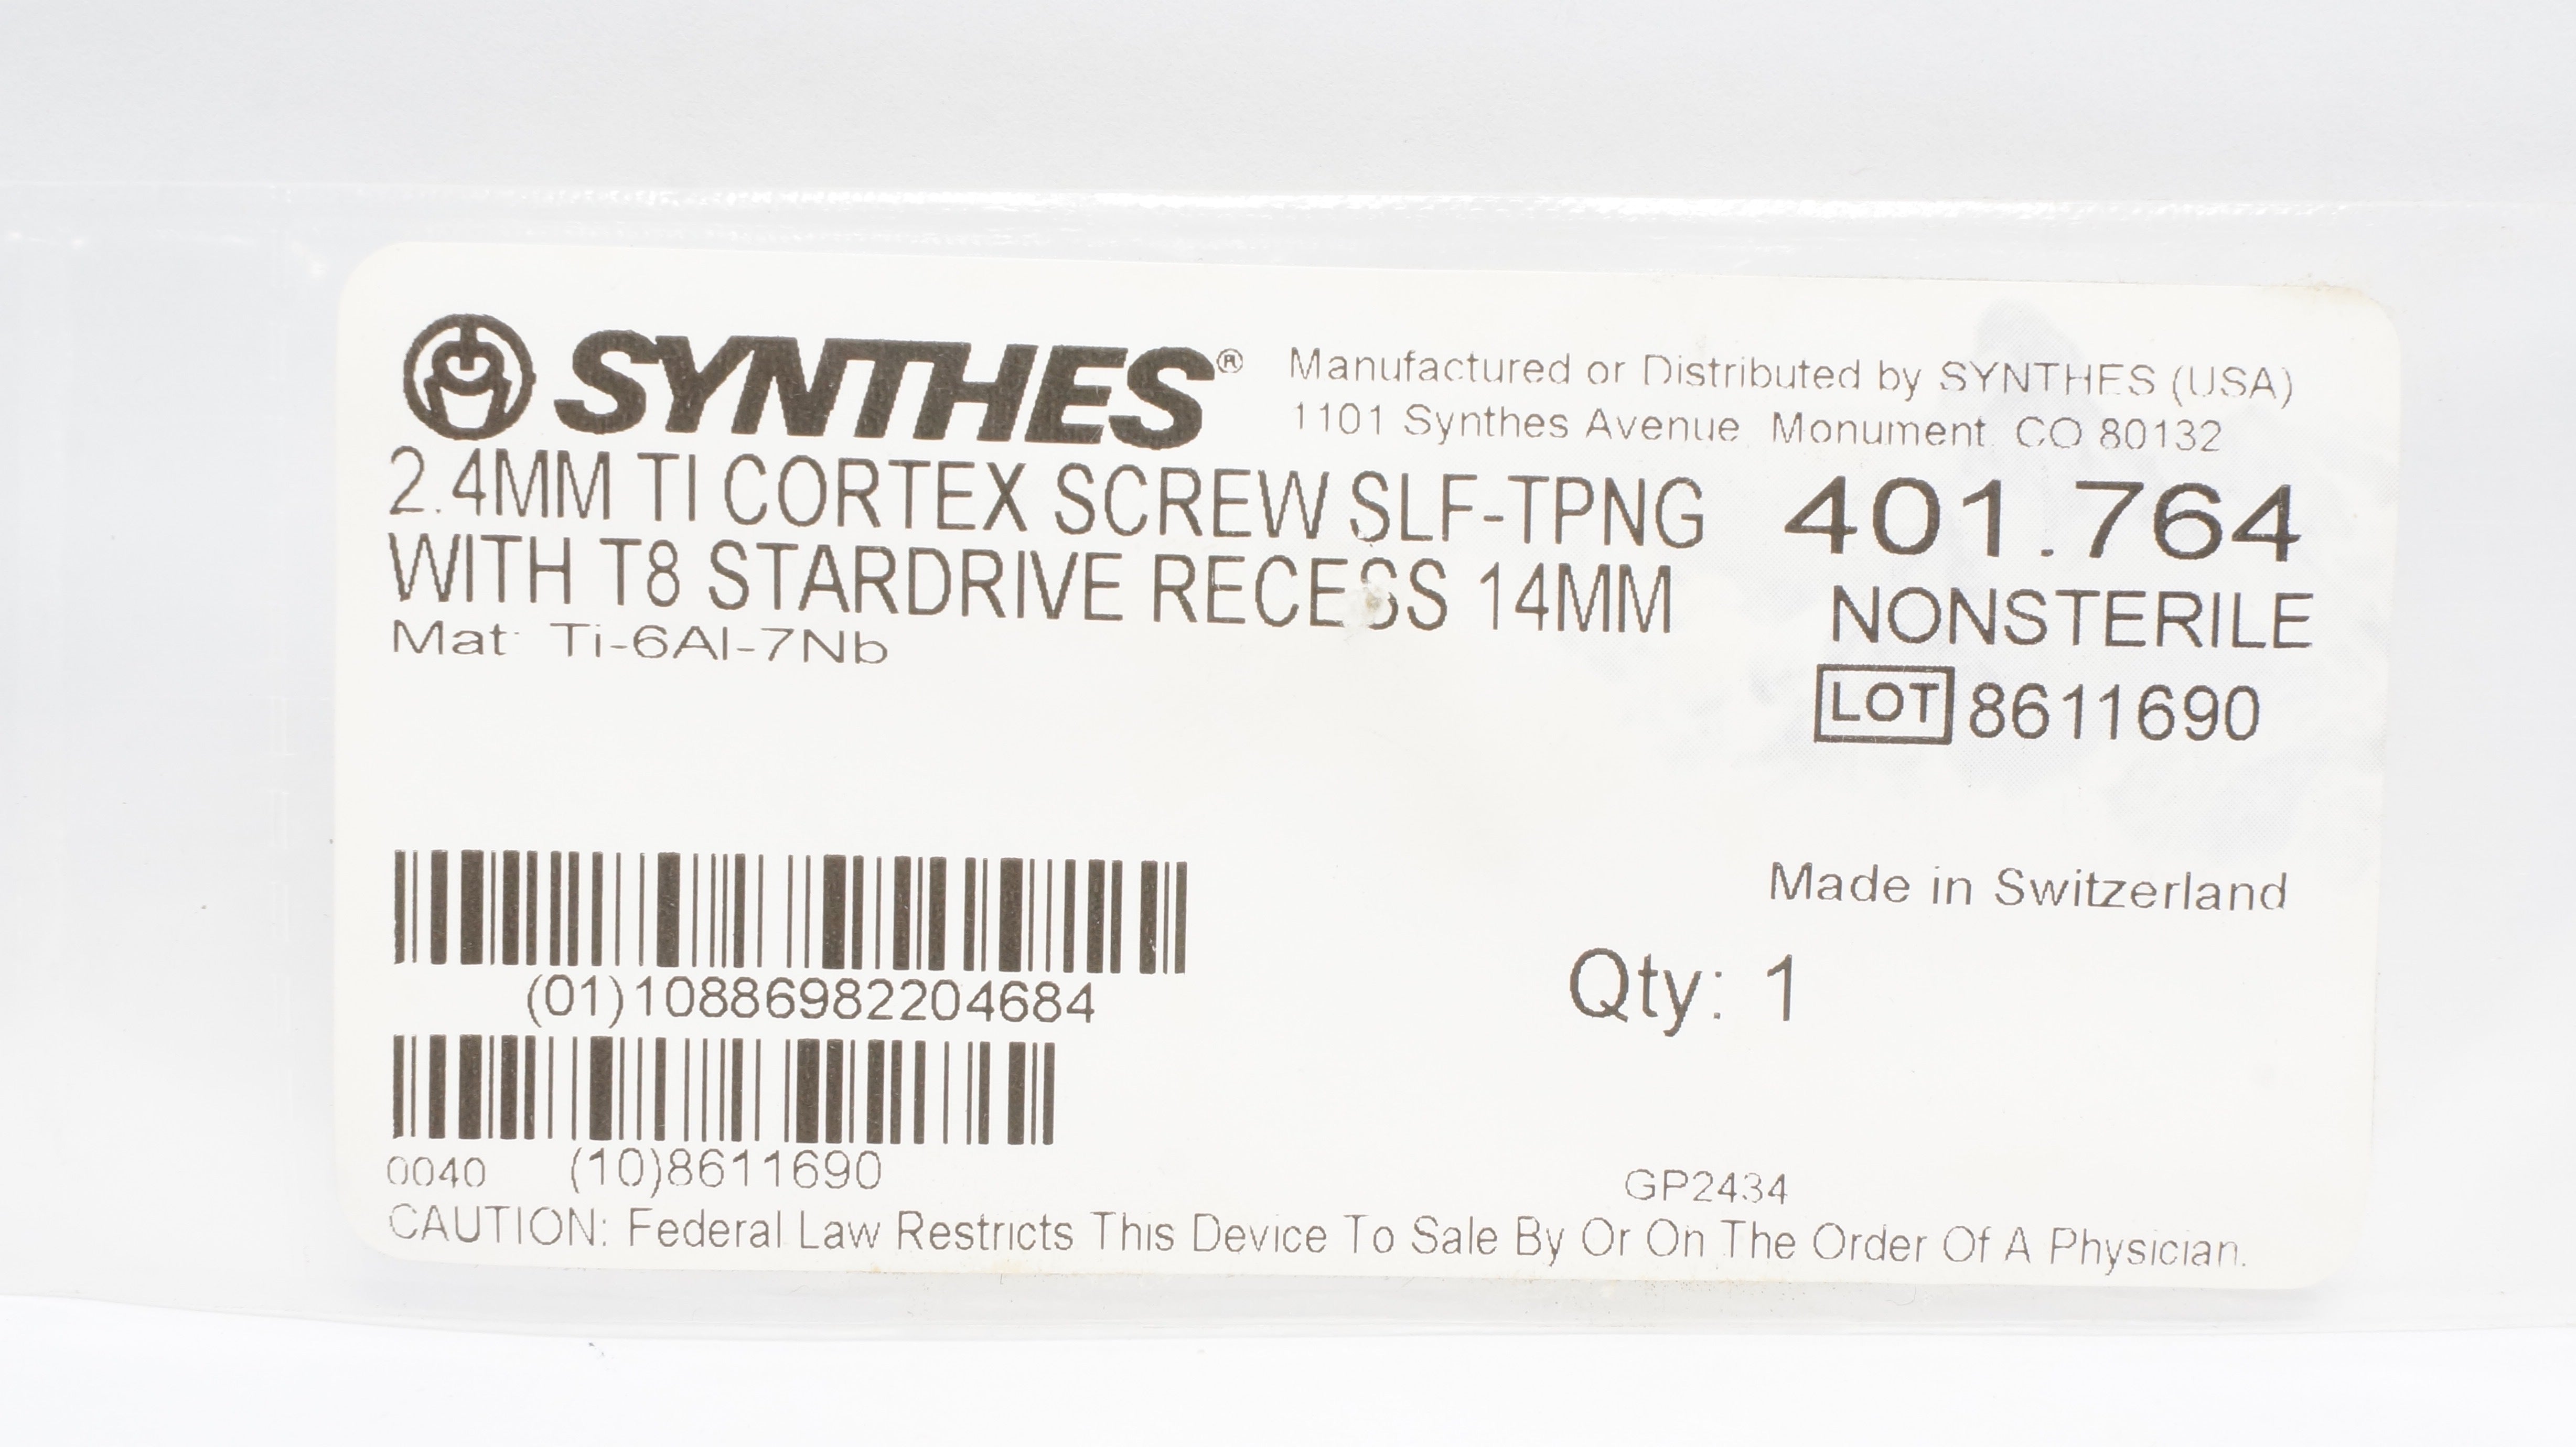 SYNTHES®
Manufactured or Distributed by SYNTHES (USA)
1101 Synthes Avenue Monument CO 80132
2.4MM TI CORTEX SCREW SLF-TPNG
WITH T8 STARDRIVE RECESS 14MM
Mat: Ti-6Al-7Nb
401.764
NONSTERILE
LOT 8611690
Made in Switzerland
Qty: 1
(01)10886982204684
0040 (10)8611690
GP2434
CAUTION: Federal Law Restricts This Device To Sale By Or On The Order Of A Physician.